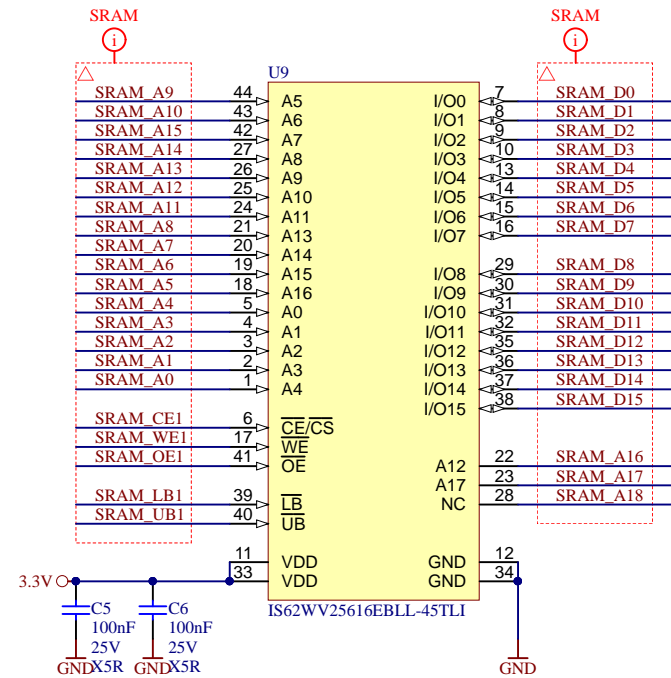 SRAM SRAM
i i
U9
SRAM_A9 44 A5 I/O0 7 SRAM_D0
SRAM_A10 43 A6 I/O1 8 SRAM_D1
SRAM_A15 42 A7 I/O2 9 SRAM_D2
SRAM_A14 27 A8 I/O3 10 SRAM_D3
SRAM_A13 26 A9 I/O4 13 SRAM_D4
SRAM_A12 25 A10 I/O5 14 SRAM_D5
SRAM_A11 24 A11 I/O6 15 SRAM_D6
SRAM_A8 21 A13 I/O7 16 SRAM_D7
SRAM_A7 20 A14
SRAM_A6 19 A15 I/O8 29 SRAM_D8
SRAM_A5 18 A16 I/O9 30 SRAM_D9
SRAM_A4 5 A0 I/O10 31 SRAM_D10
SRAM_A3 4 A1 I/O11 32 SRAM_D11
SRAM_A2 3 A2 I/O12 35 SRAM_D12
SRAM_A1 2 A3 I/O13 36 SRAM_D13
SRAM_A0 1 A4 I/O14 37 SRAM_D14
I/O15 38 SRAM_D15
SRAM_CE1 6 CE/CS
SRAM_WE1 17 WE
SRAM_OE1 41 OE A12 22 SRAM_A16
A17 23 SRAM_A17
SRAM_LB1 39 LB NC 28 SRAM_A18
SRAM_UB1 40 UB
11 VDD GND 12
3.3V 33 VDD GND 34
IS62WV25616EBLL-45TLI
C5 C6
100nF 100nF
25V 25V
X5R X5R
GND GND GND